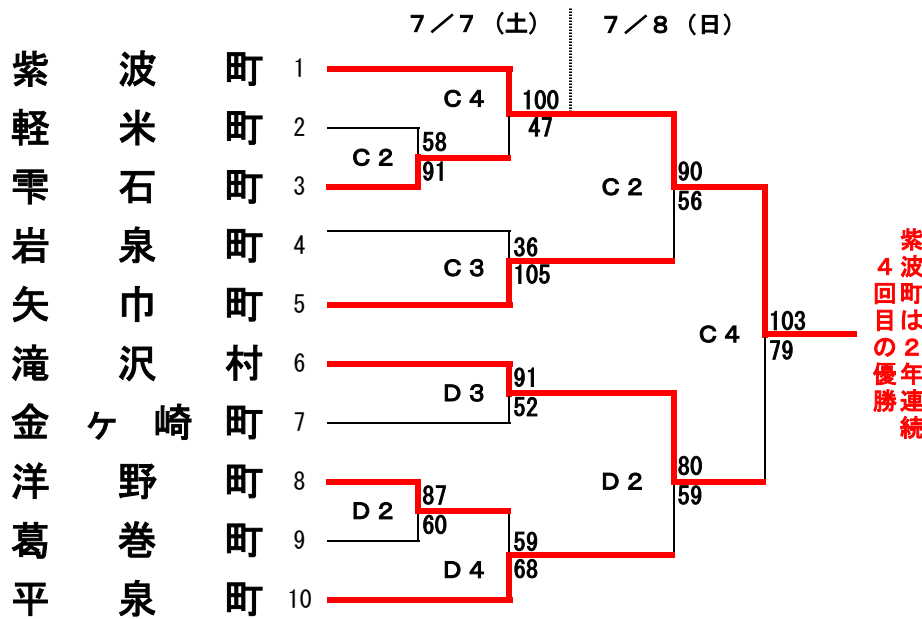 7／7（土） 7／8（日）
紫波町 1
軽米町 2
雫石町 3
岩泉町 4
矢巾町 5
滝沢村 6
金ヶ崎町 7
洋野町 8
葛巻町 9
平泉町 10
C4
100
47
C2
58
91
C3
36
105
C2
90
56
D3
91
52
D2
87
60
D4
59
68
D2
80
59
C4
103
79
紫波町は2年連続
4回目の優勝